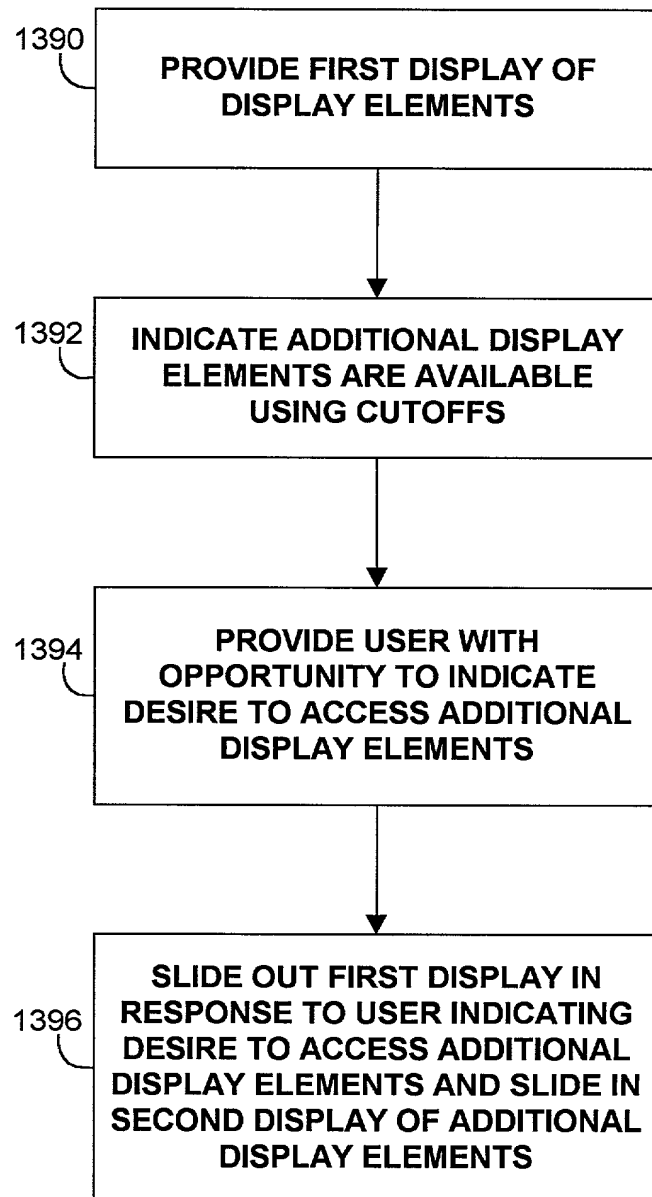 1390
PROVIDE FIRST DISPLAY OF
DISPLAY ELEMENTS
1392
INDICATE ADDITIONAL DISPLAY
ELEMENTS ARE AVAILABLE
USING CUTOFFS
1394
PROVIDE USER WITH
OPPORTUNITY TO INDICATE
DESIRE TO ACCESS ADDITIONAL
DISPLAY ELEMENTS
1396
SLIDE OUT FIRST DISPLAY IN
RESPONSE TO USER INDICATING
DESIRE TO ACCESS ADDITIONAL
DISPLAY ELEMENTS AND SLIDE IN
SECOND DISPLAY OF ADDITIONAL
DISPLAY ELEMENTS